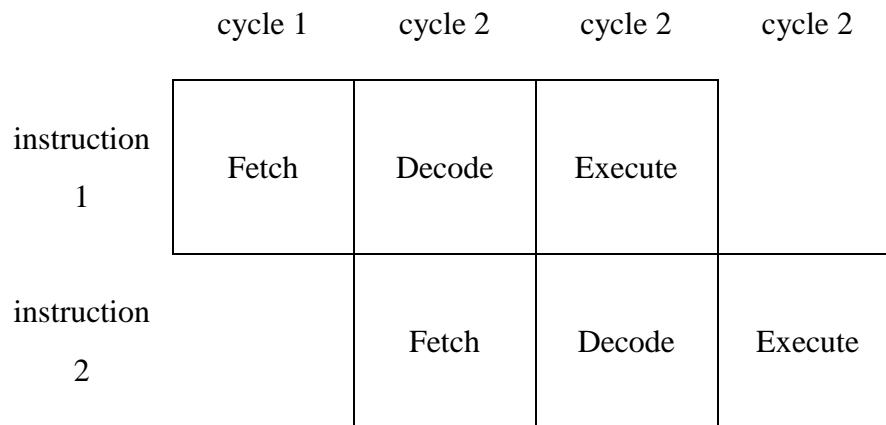 cycle 1 cycle 2 cycle 2 cycle 2
instruction
1
Fetch Decode Execute
instruction
2
Fetch Decode Execute